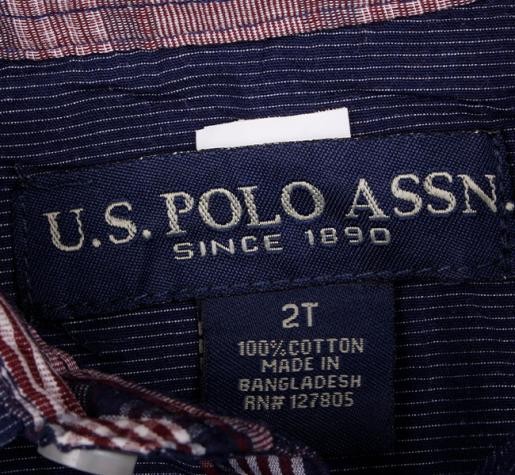 U.S. POLO ASSN.
SINCE 1890
2T
100% COTTON
MADE IN
BANGLADESH
RN# 127805